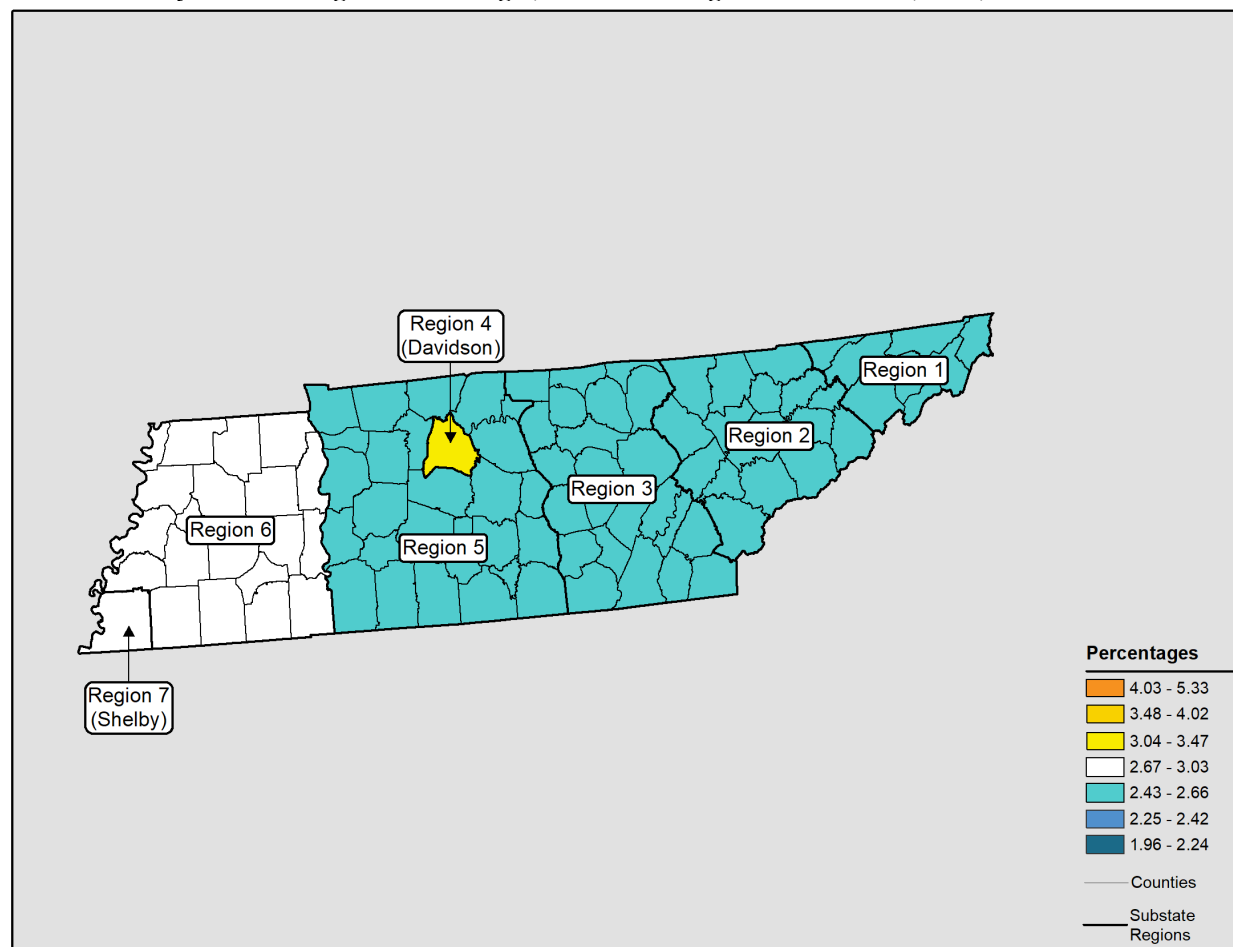 Region 4
(Davidson)
Region 1
Region 2
Region 3
Region 6
Region 5
Region 7
(Shelby)
Percentages
4.03 - 5.33
3.48 - 4.02
3.04 - 3.47
2.67 - 3.03
2.43 - 2.66
2.25 - 2.42
1.96 - 2.24
Counties
Substate
Regions